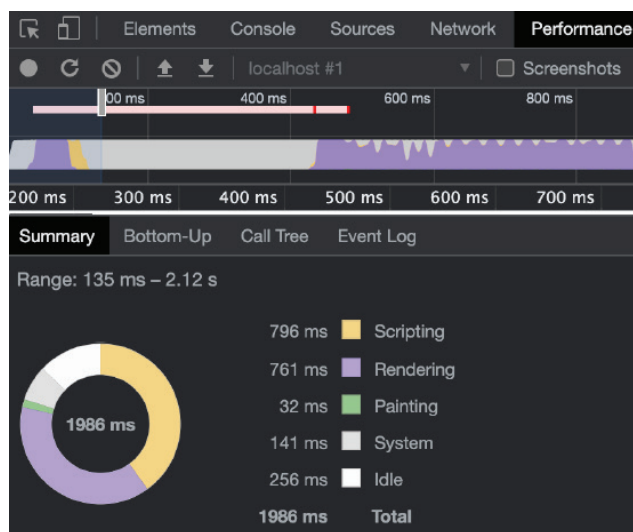 Elements Console Sources Network Performance
localhost #1 Screenshots
00 ms 400 ms 600 ms 800 ms
200 ms 300 ms 400 ms 500 ms 600 ms 700 ms
Summary Bottom-Up Call Tree Event Log
Range: 135 ms – 2.12 s
796 ms Scripting
761 ms Rendering
32 ms Painting
1986 ms
141 ms System
256 ms Idle
1986 ms Total